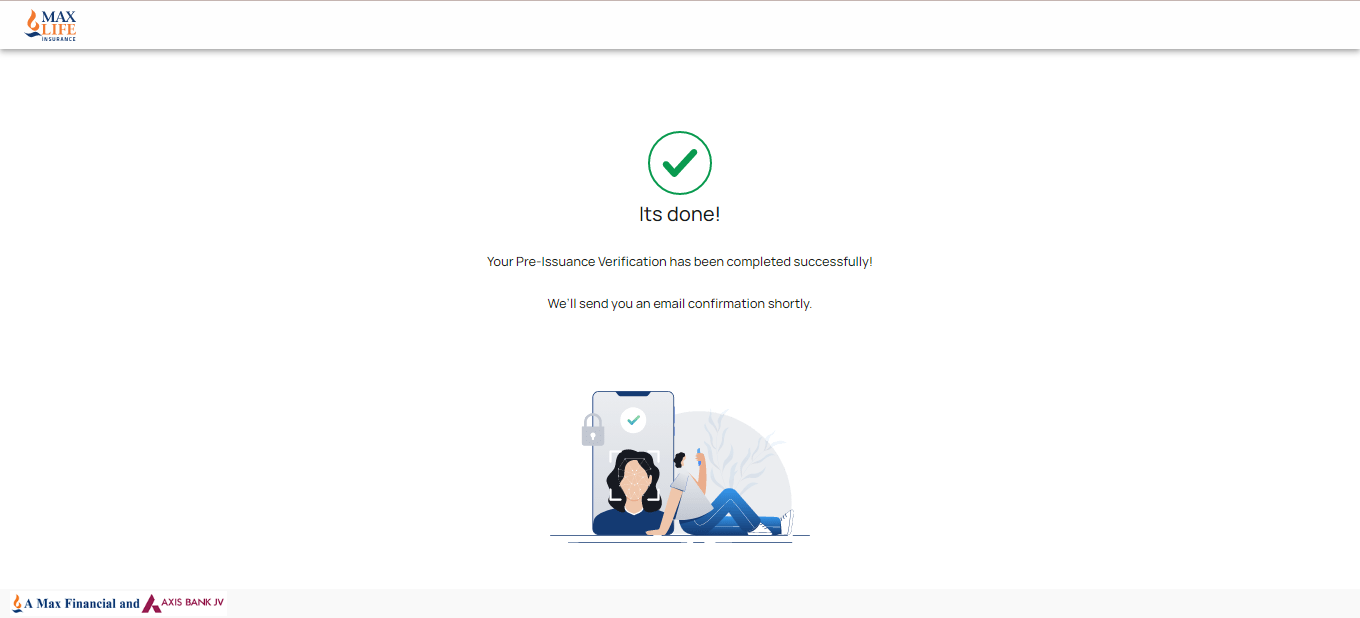 MAX
LIFE
INSURANCE
Its done!
Your Pre-Issuance Verification has been completed successfully!
We'll send you an email confirmation shortly.
A Max Financial and AXIS BANK JV